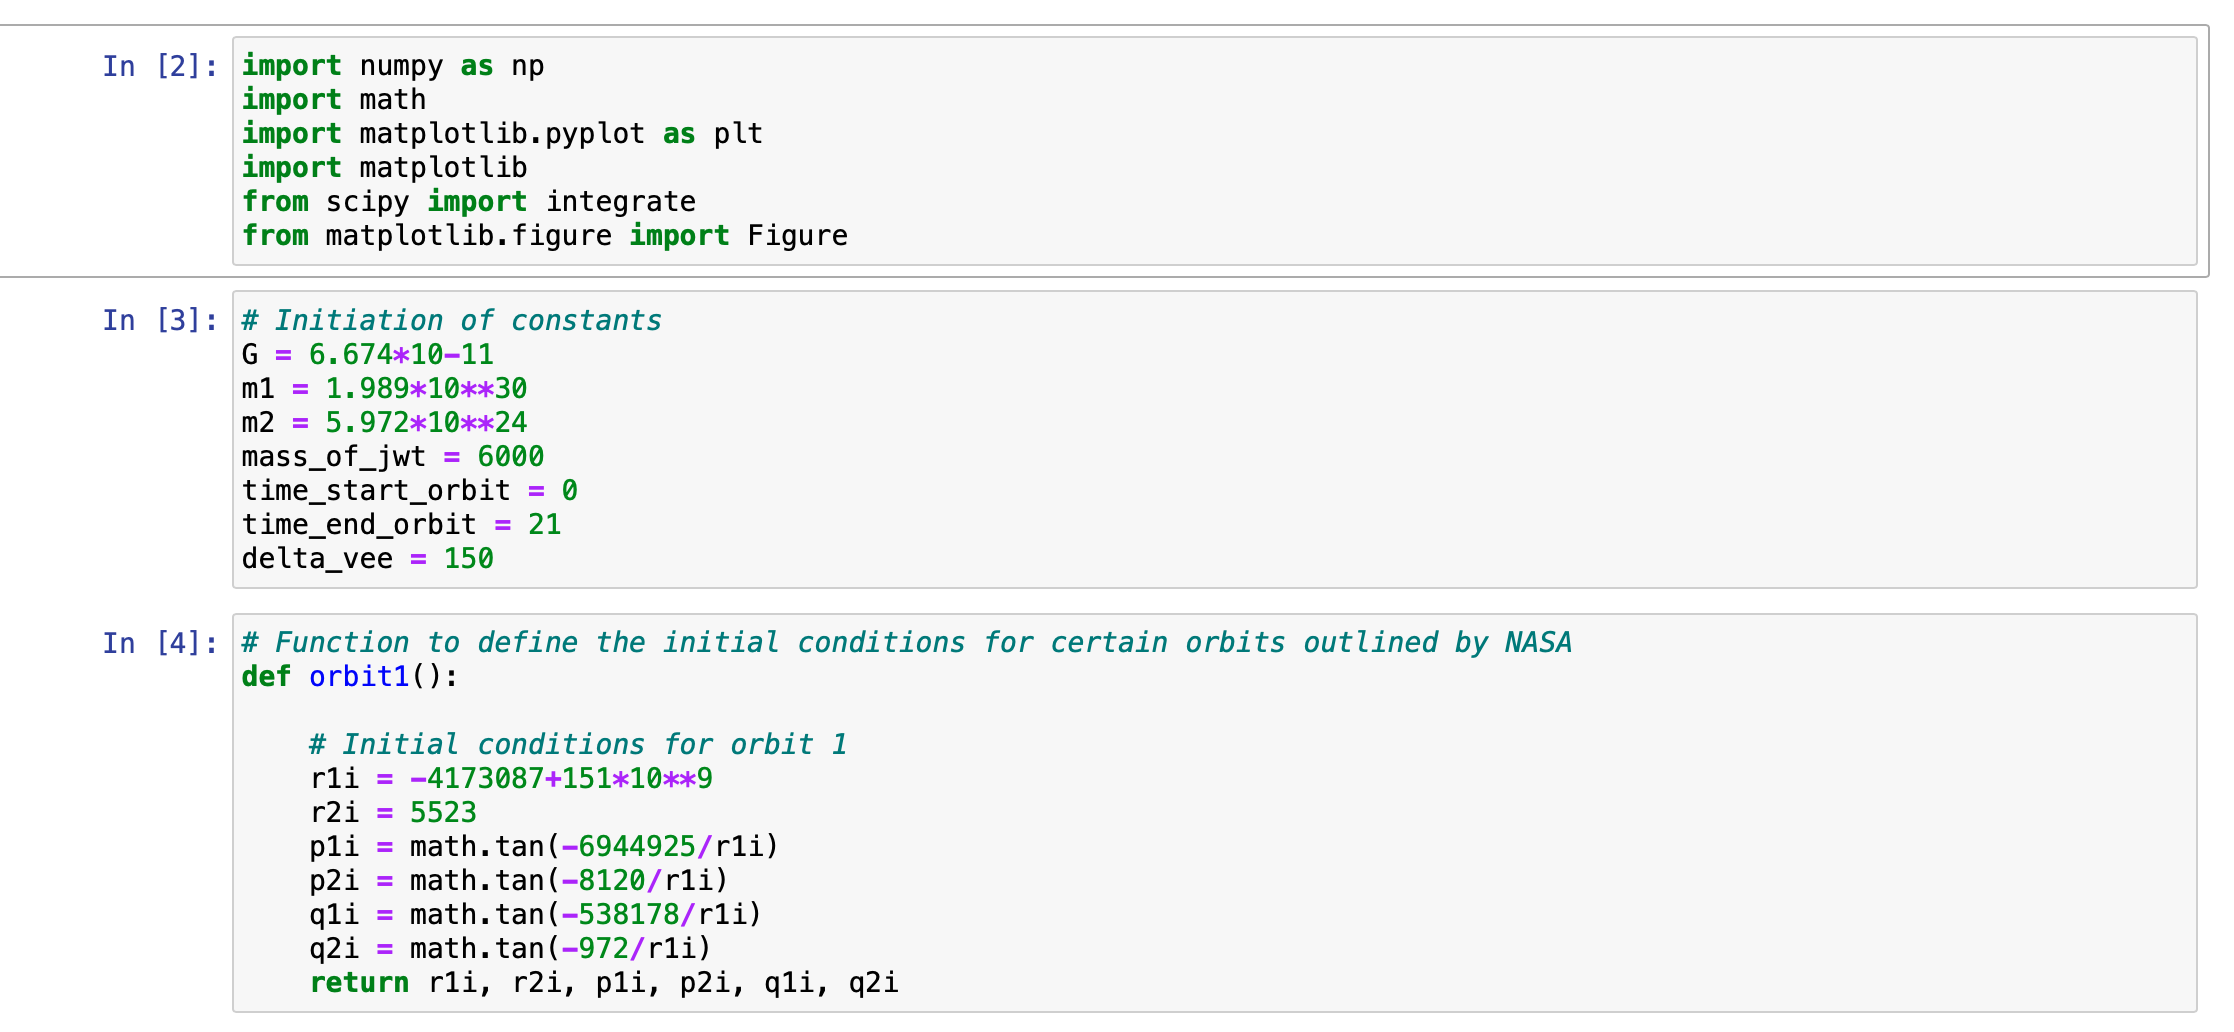 In [2]:
import numpy as np
import math
import matplotlib.pyplot as plt
import matplotlib
from scipy import integrate
from matplotlib.figure import Figure
In [3]:
# Initiation of constants
G = 6.674*10-11
m1 = 1.989*10**30
m2 = 5.972*10**24
mass_of_jwt = 6000
time_start_orbit = 0
time_end_orbit = 21
delta_vee = 150
In [4]:
# Function to define the initial conditions for certain orbits outlined by NASA
def orbit1():
    # Initial conditions for orbit 1
    r1i = -4173087+151*10**9
    r2i = 5523
    p1i = math.tan(-6944925/r1i)
    p2i = math.tan(-8120/r1i)
    q1i = math.tan(-538178/r1i)
    q2i = math.tan(-972/r1i)
    return r1i, r2i, p1i, p2i, q1i, q2i